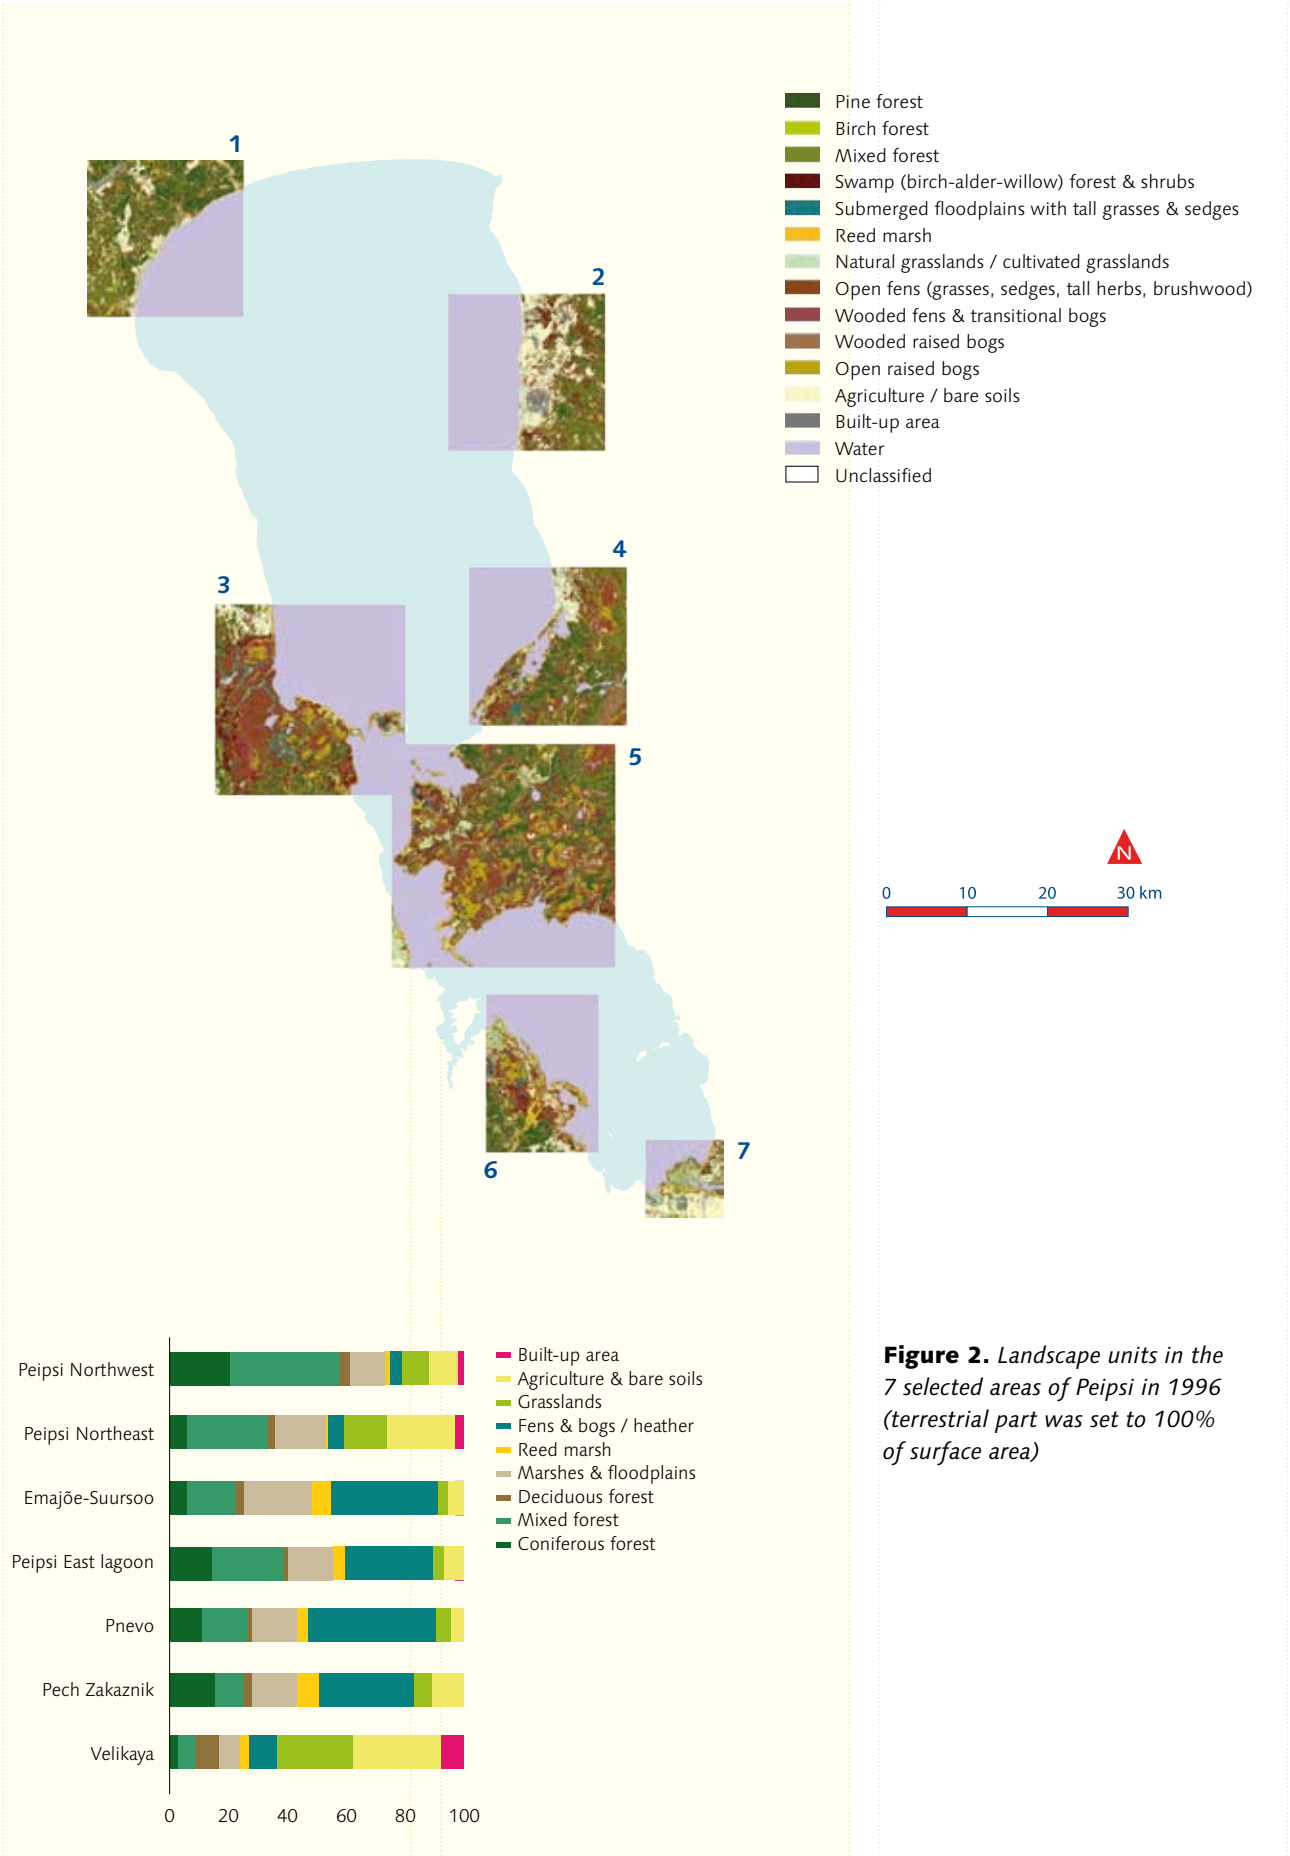 1
Pine forest
Birch forest
Mixed forest
Swamp (birch-alder-willow) forest & shrubs
Submerged floodplains with tall grasses & sedges
Reed marsh
Natural grasslands / cultivated grasslands
Open fens (grasses, sedges, tall herbs, brushwood)
Wooded fens & transitional bogs
Wooded raised bogs
Open raised bogs
Agriculture / bare soils
Built-up area
Water
Unclassified
2
4
3
5
N
0 10 20 30 km
6
7
Peipsi Northwest
Peipsi Northeast
Emajõe-Suursoo
Peipsi East lagoon
Pnevo
Pech Zakaznik
Velikaya
0 20 40 60 80 100
Built-up area
Agriculture & bare soils
Grasslands
Fens & bogs / heather
Reed marsh
Marshes & floodplains
Deciduous forest
Mixed forest
Coniferous forest
Figure 2. Landscape units in the
7 selected areas of Peipsi in 1996
(terrestrial part was set to 100%
of surface area)